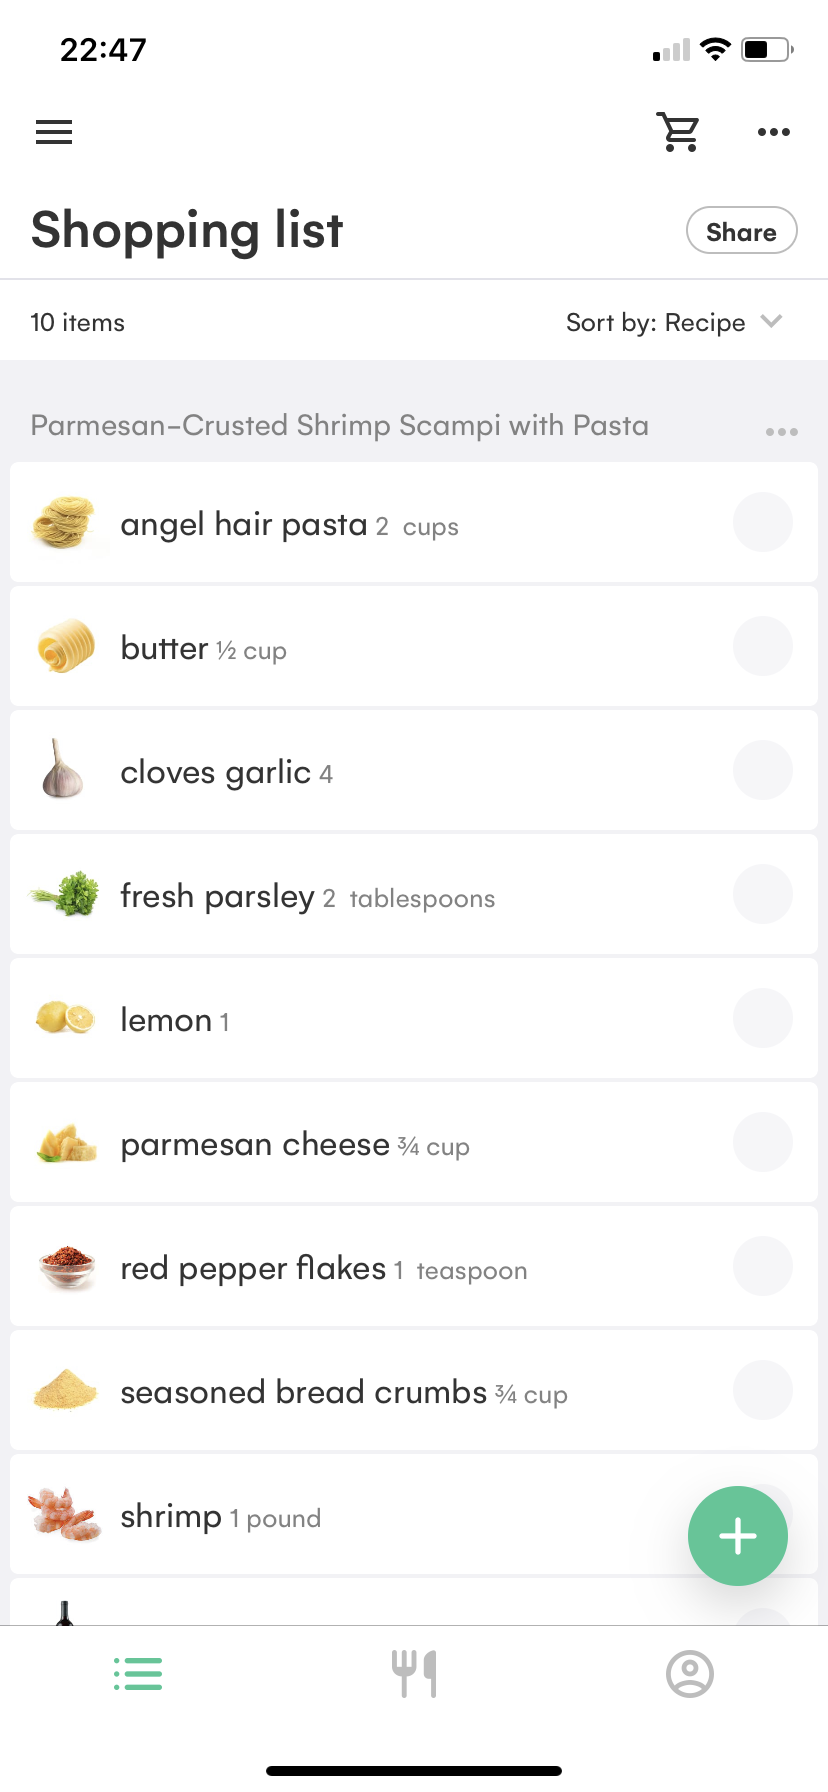 22:47
Shopping list
Share
10 items
Sort by: Recipe
Parmesan-Crusted Shrimp Scampi with Pasta
angel hair pasta 2 cups
butter ½ cup
cloves garlic 4
fresh parsley 2 tablespoons
lemon 1
parmesan cheese ¾ cup
red pepper flakes 1 teaspoon
seasoned bread crumbs ¾ cup
shrimp 1 pound